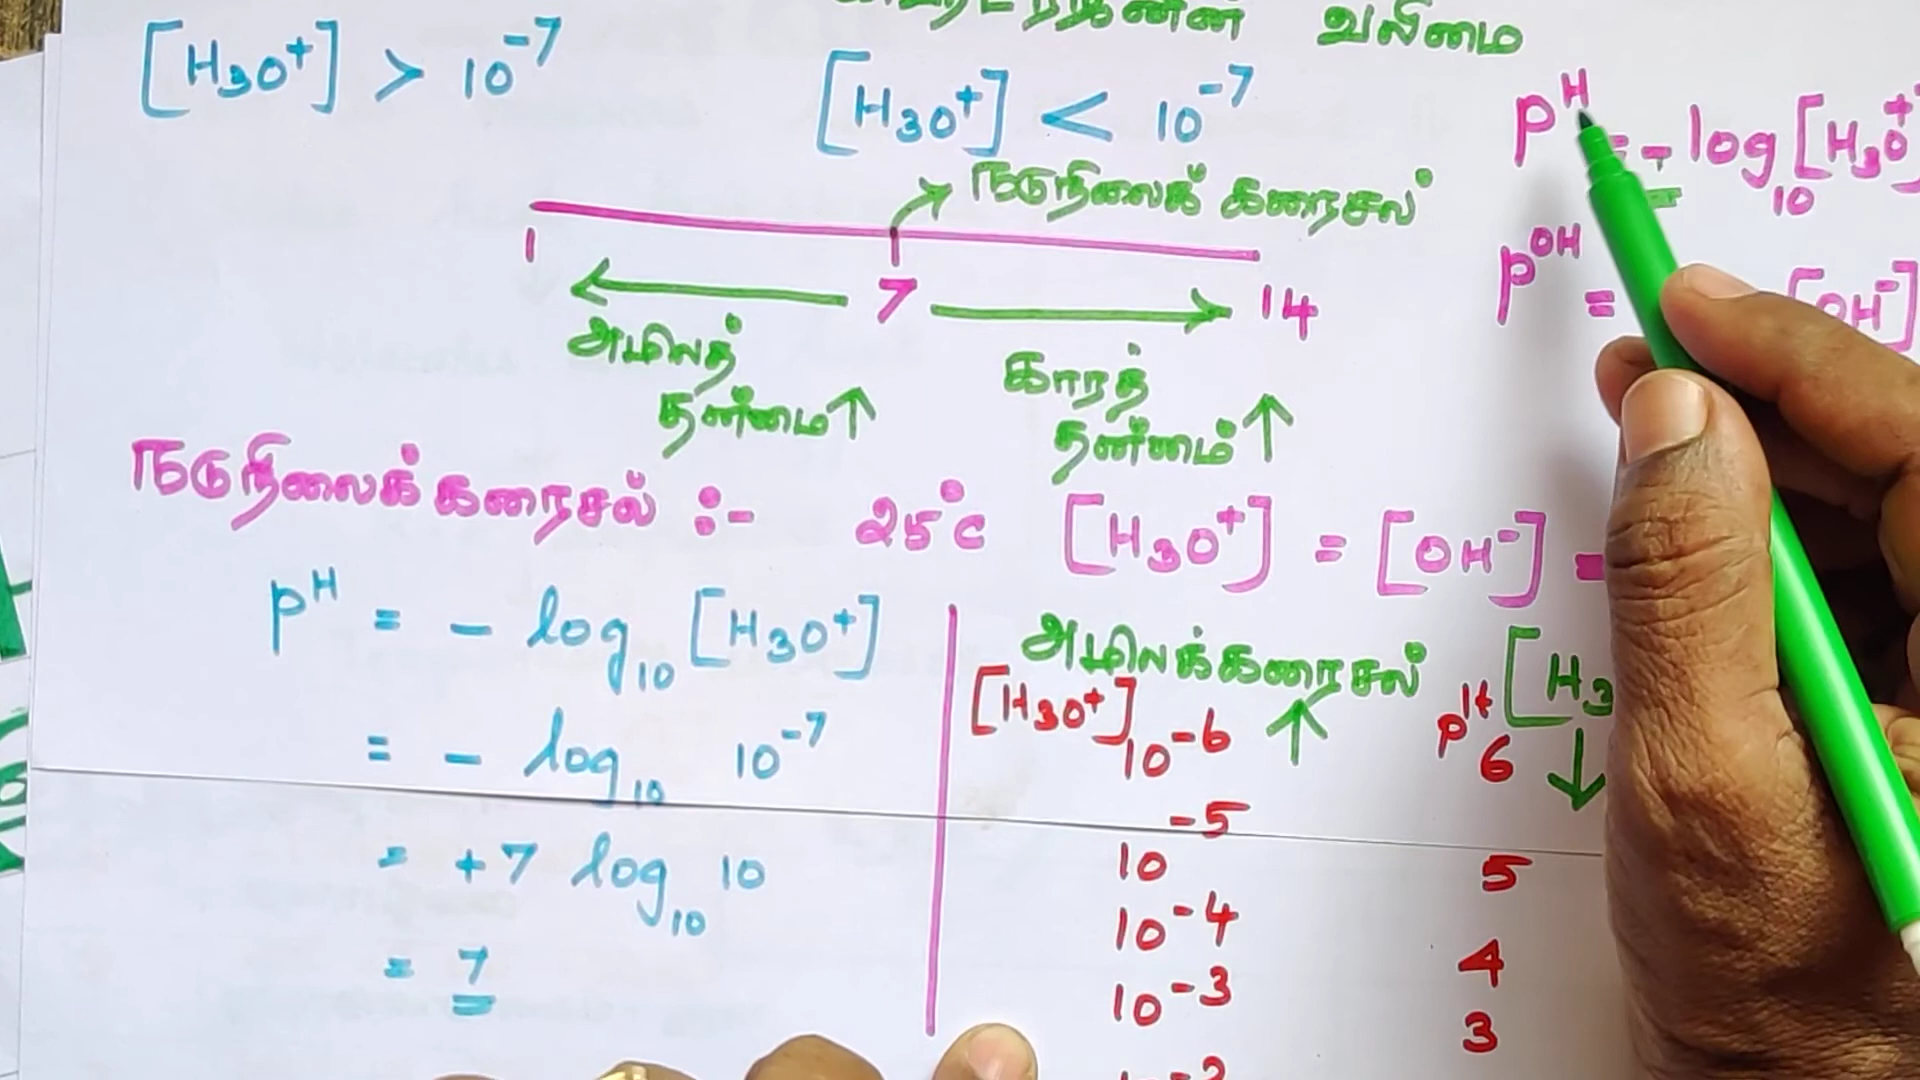 வலிமை
[H3O+] > 10^-7
[H3O+] < 10^-7
pH = - log10 [H3O+]
நடுநிலைக் கரைசல்
pOH = [OH-]
1 7 14
அமிலத் தன்மை ↑
காரத் தன்மை ↑
நடுநிலைக் கரைசல் :- 25°C [H3O+] = [OH-] =
pH = - log10 [H3O+]
= - log10 10^-7
= +7 log10 10
= 7
அமிலக்கரைசல் [H3
[H3O+] ↑ pH ↓
10^-6 6
10^-5 5
10^-4 4
10^-3 3